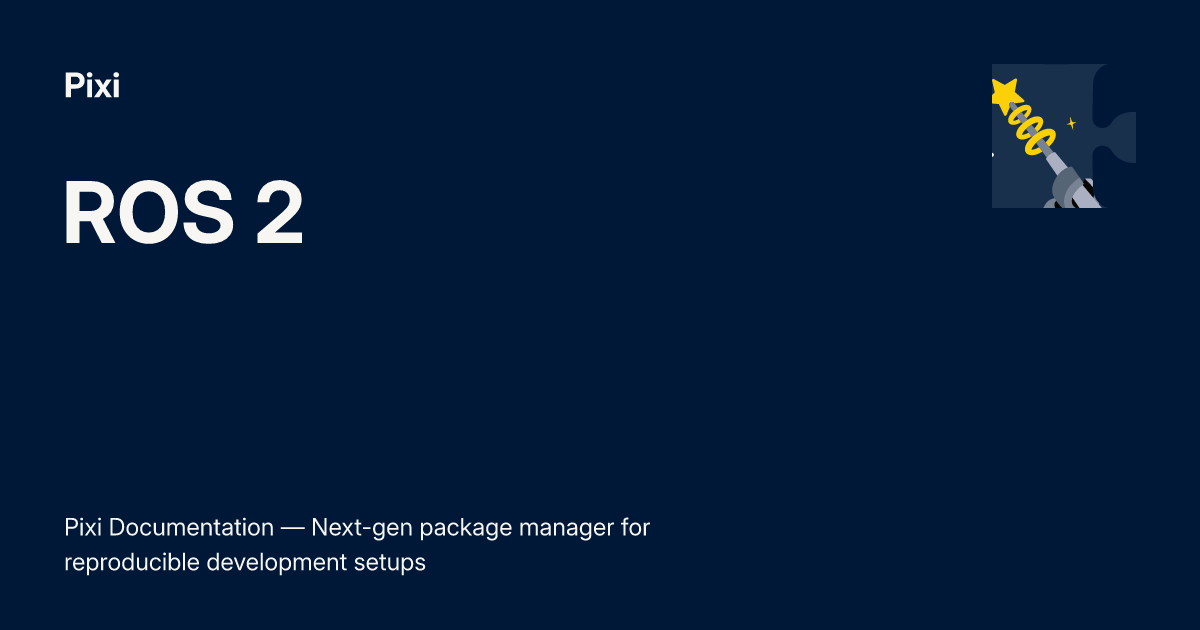 Pixi
ROS 2
Pixi Documentation — Next-gen package manager for
reproducible development setups